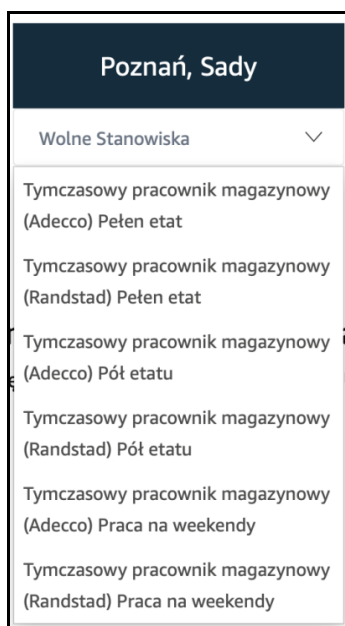 Poznań, Sady
Wolne Stanowiska
Tymczasowy pracownik magazynowy
(Adecco) Pełen etat
Tymczasowy pracownik magazynowy
(Randstad) Pełen etat
Tymczasowy pracownik magazynowy
(Adecco) Pół etatu
Tymczasowy pracownik magazynowy
(Randstad) Pół etatu
Tymczasowy pracownik magazynowy
(Adecco) Praca na weekendy
Tymczasowy pracownik magazynowy
(Randstad) Praca na weekendy